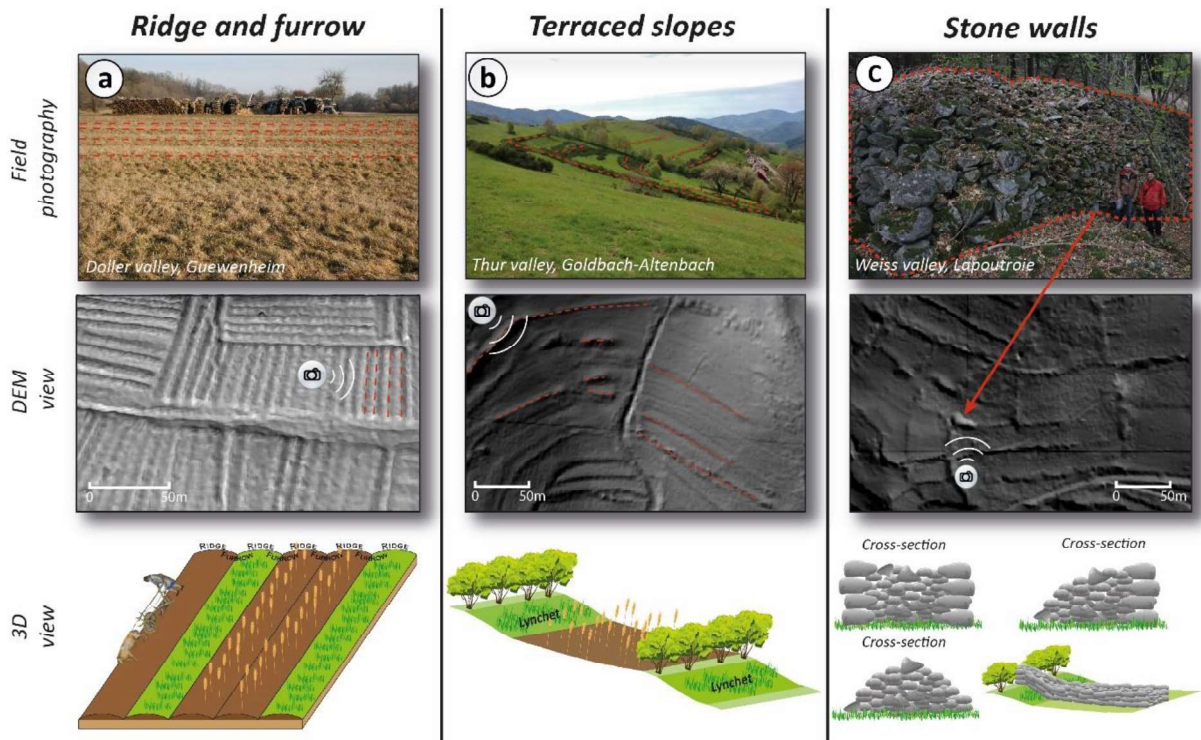 Ridge and furrow
Terraced slopes
Stone walls
Field
photography
a
Doller valley, Guewenheim
b
Thur valley, Goldbach-Altenbach
c
Weiss valley, Lapoutroie
DEM
view
0 50m
0 50m
0 50m
3D
view
RIDGE RIDGE RIDGE RIDGE RIDGE
FURROW FURROW FURROW FURROW
Lynchet
Lynchet
Cross-section
Cross-section
Cross-section